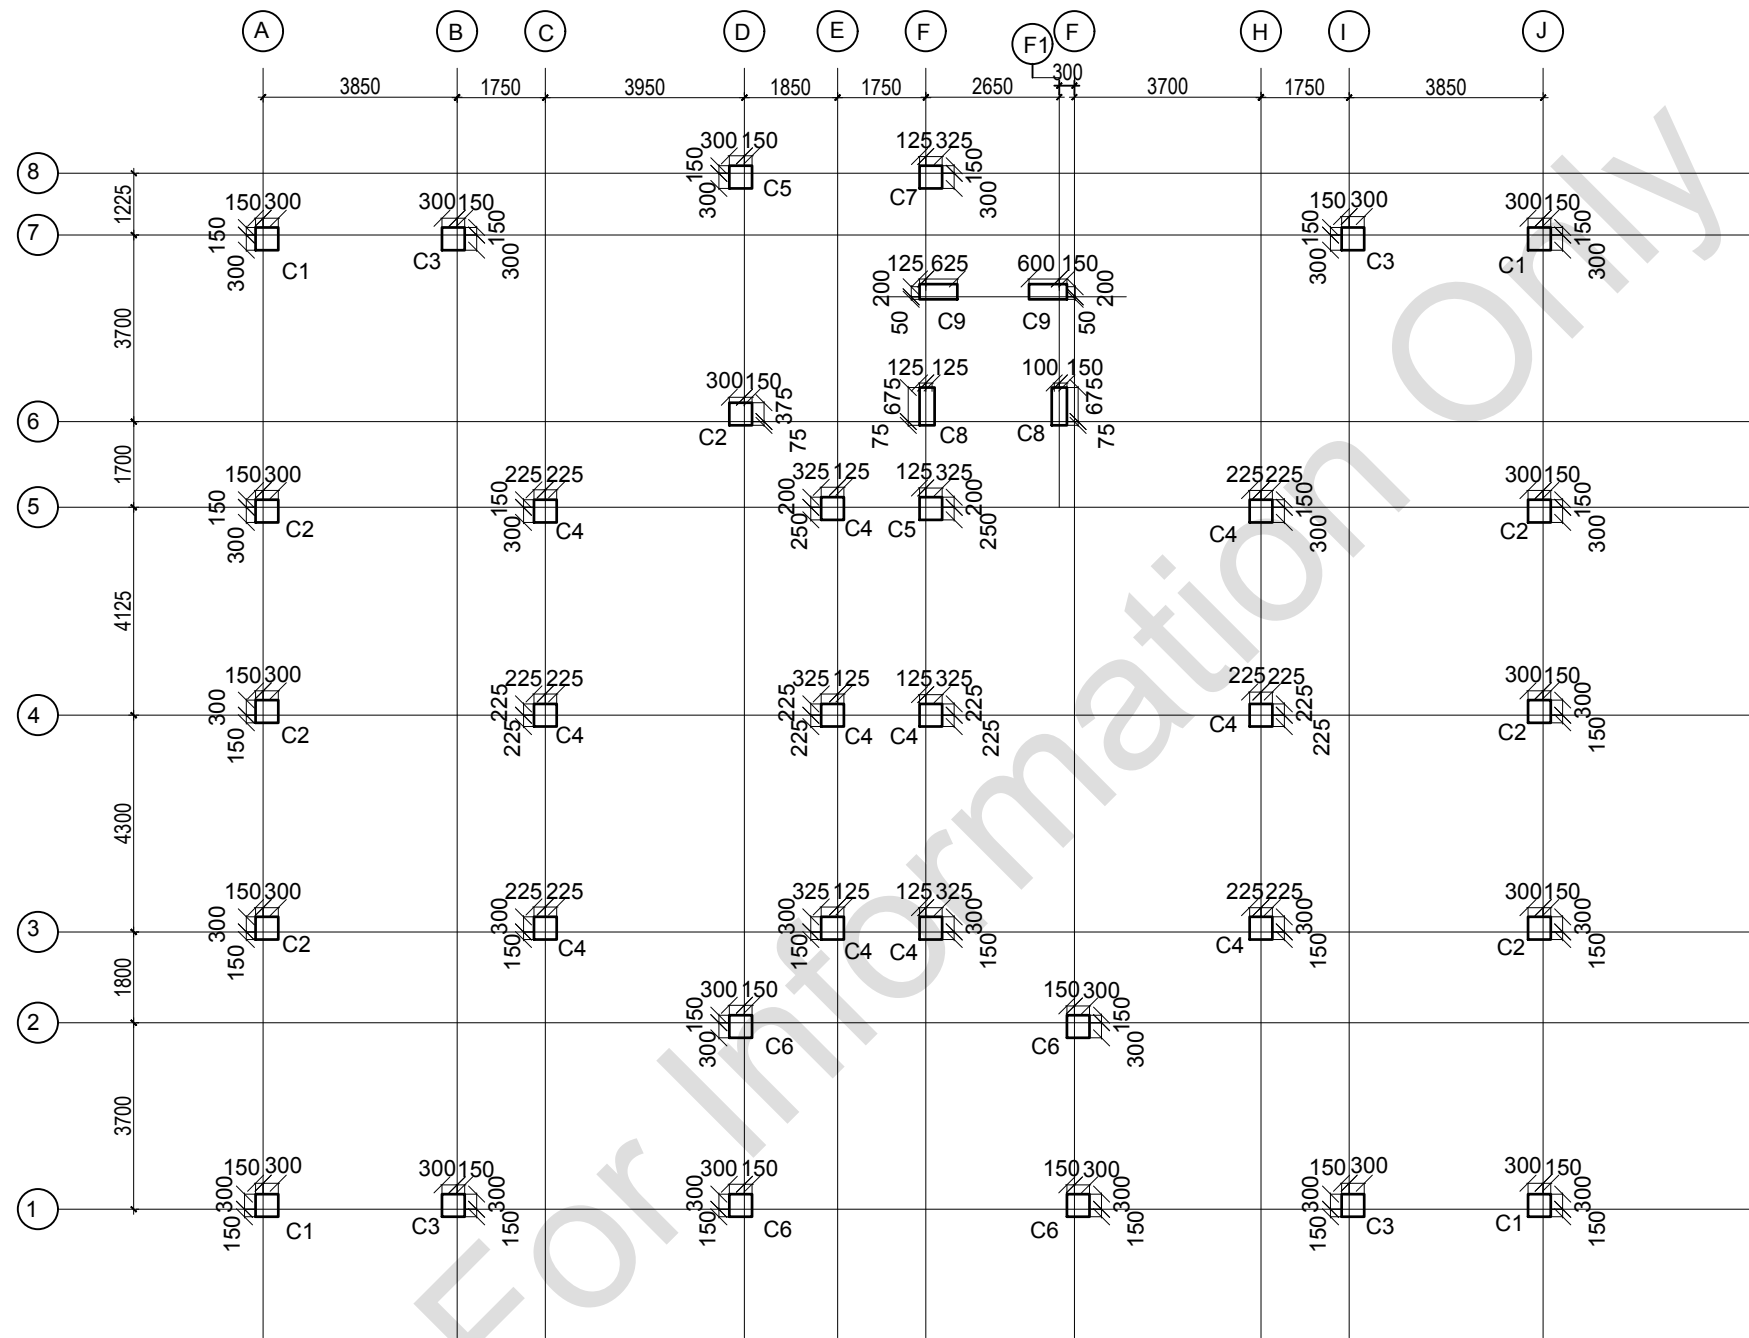 A B C D E F F1 F H I J
3850 1750 3950 1850 1750 2650 300 3700 1750 3850
8
300 150 125 325
150 300 C5 C7 150 300
1225
7
150 300 300 150 150 300 300 150
150 300 C1 C3 150 300 150 300 C3 C1 150 300
125 625 600 150
200 50 C9 C9 200 50
3700
6
300 150 125 125 100 150
C2 375 75 675 75 C8 C8 675 75
1700
5
150 300 225 225 325 125 125 325 225 225 300 150
150 300 C2 150 300 C4 200 250 C4 C5 200 250 C4 150 300 C2 150 300
4125
4
150 300 225 225 325 125 125 325 225 225 300 150
300 150 C2 225 225 C4 225 225 C4 C4 225 225 C4 225 225 C2 300 150
4300
3
150 300 225 225 325 125 125 325 225 225 300 150
300 150 C2 300 150 C4 300 150 C4 C4 300 150 C4 300 150 C2 300 150
1800
2
300 150 150 300
150 300 C6 C6 150 300
3700
1
150 300 300 150 300 150 150 300 150 300 300 150
300 150 C1 C3 300 150 300 150 C6 C6 300 150 300 150 C3 C1 300 150
For Information Only